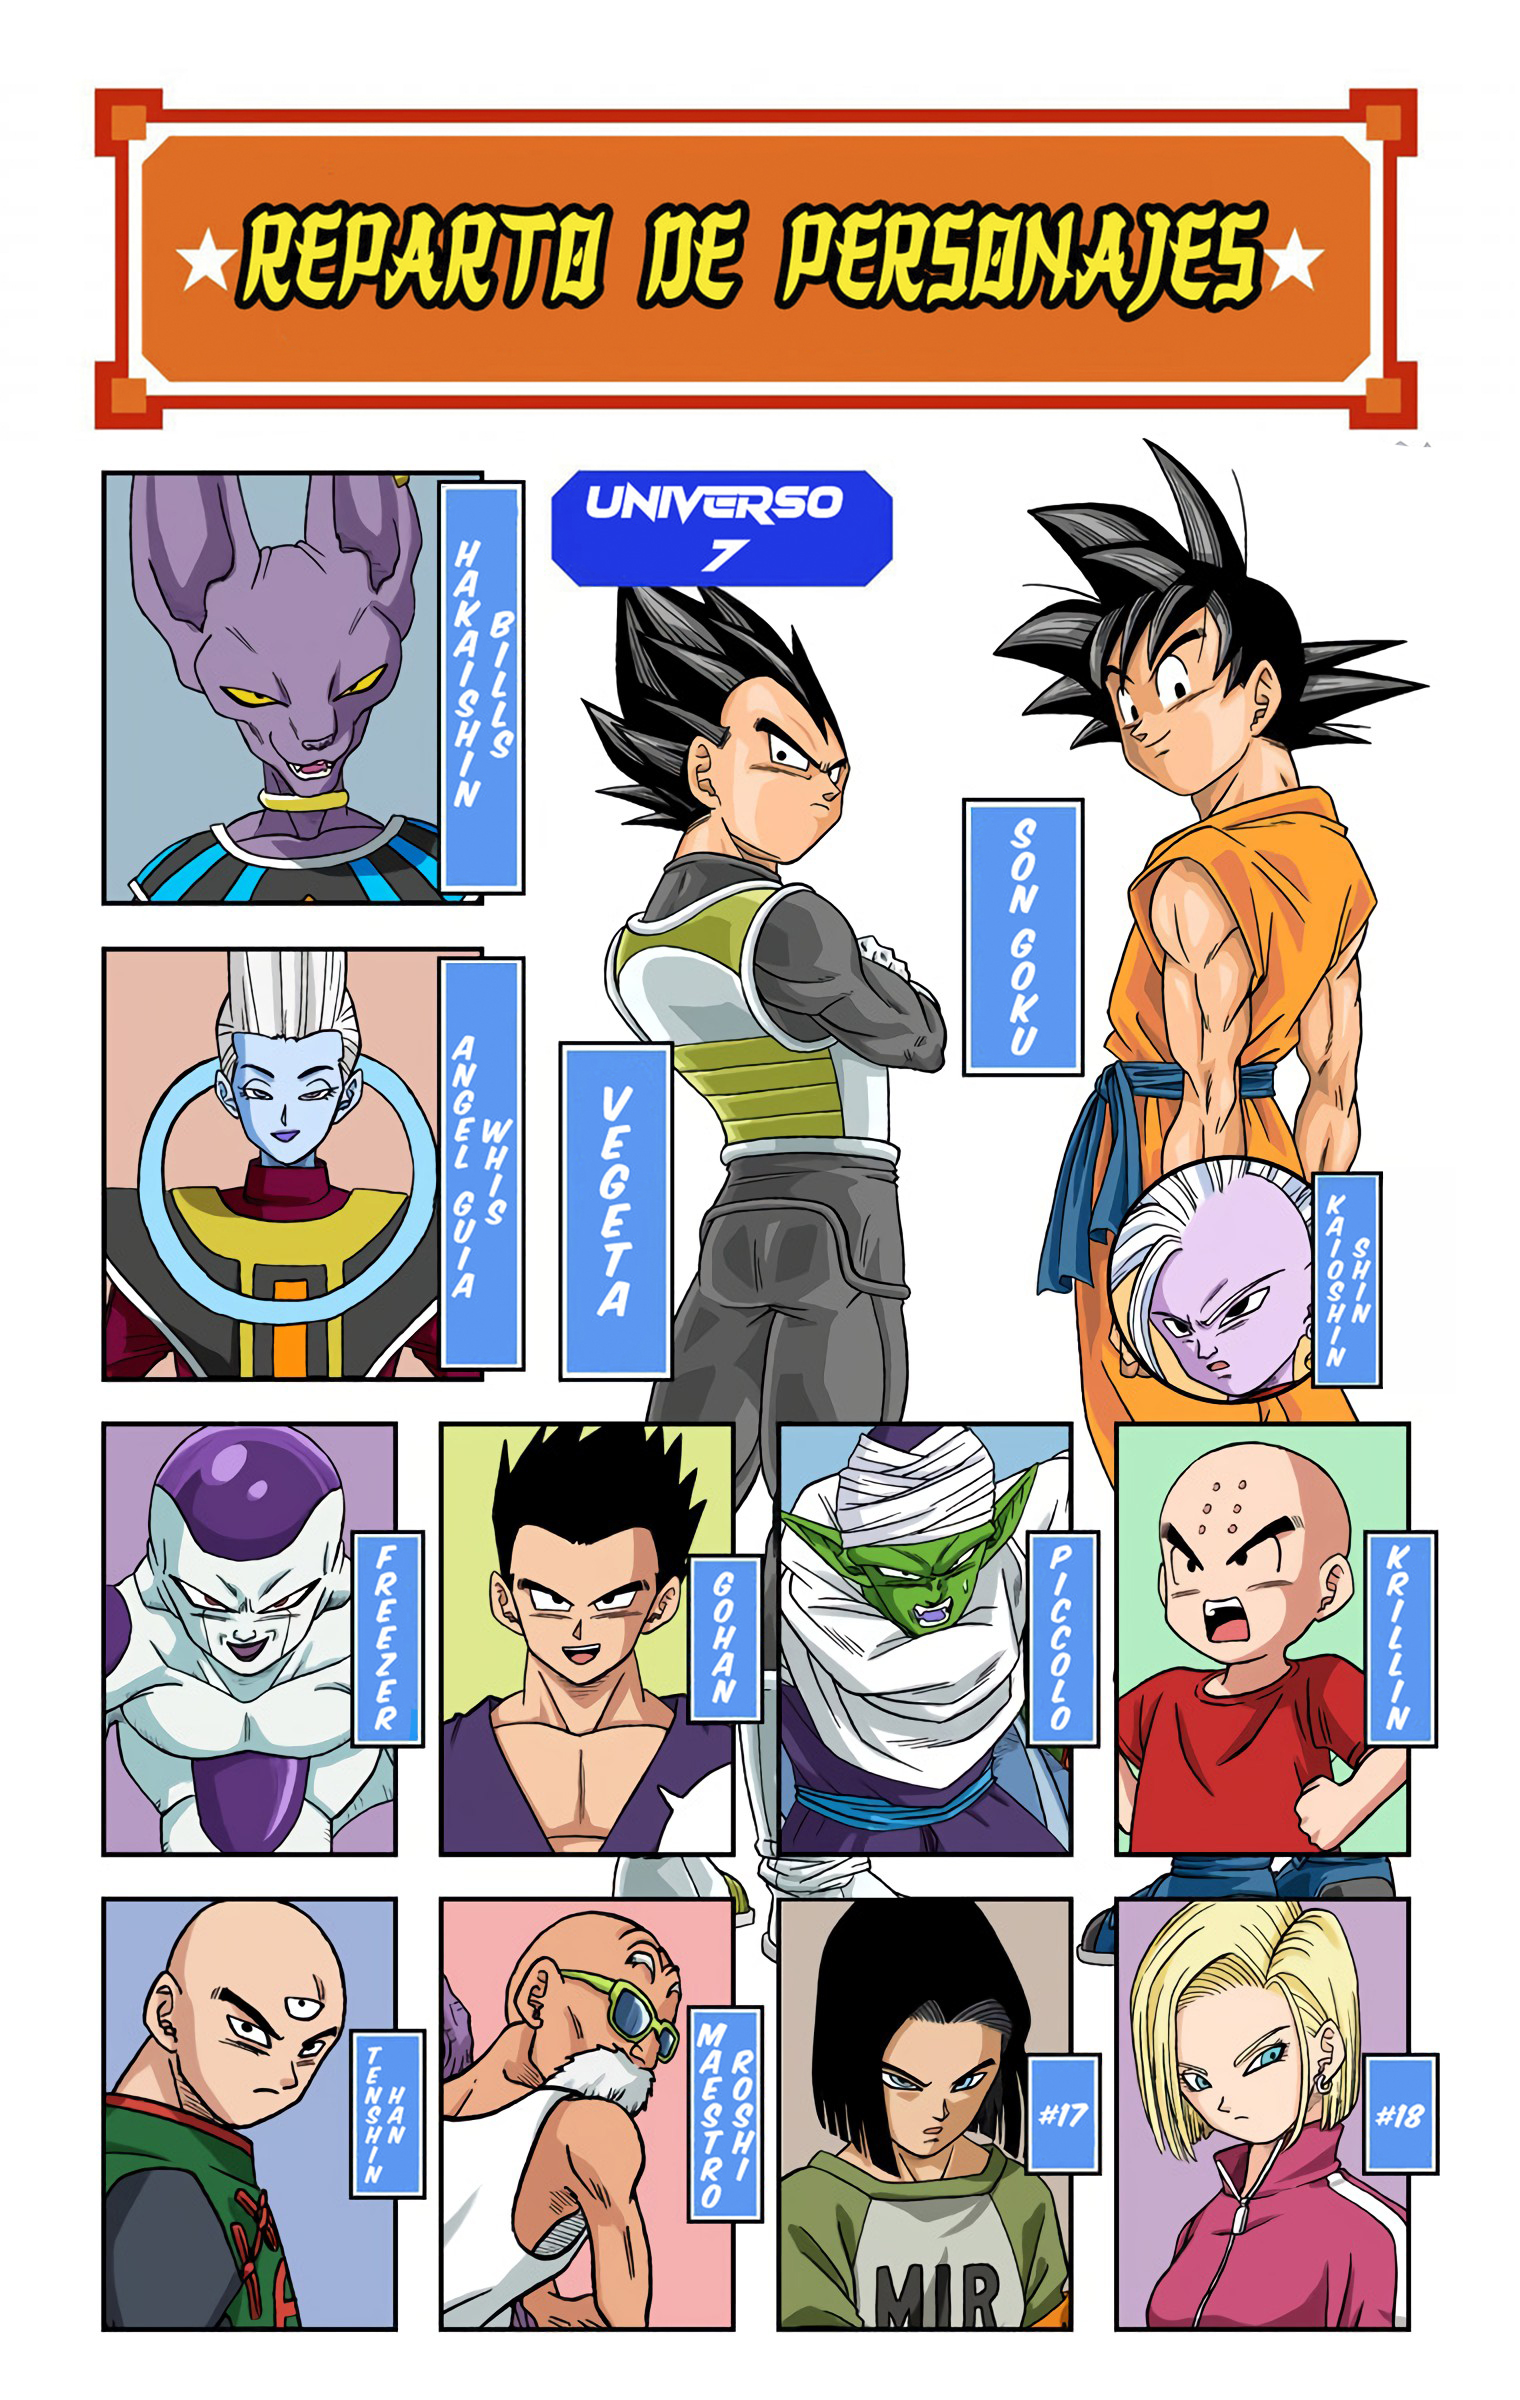 REPARTO DE PERSONAJES
UNIVERSO
7
HAKAISHIN
BILLS
SON GOKU
ANGEL GUIA
WHIS
VEGETA
KAIOSHIN
SHIN
FREEZER
GOHAN
PICCOLO
KRILLIN
TENSHIN
HAN
MAESTRO
ROSHI
#17
#18
MIR